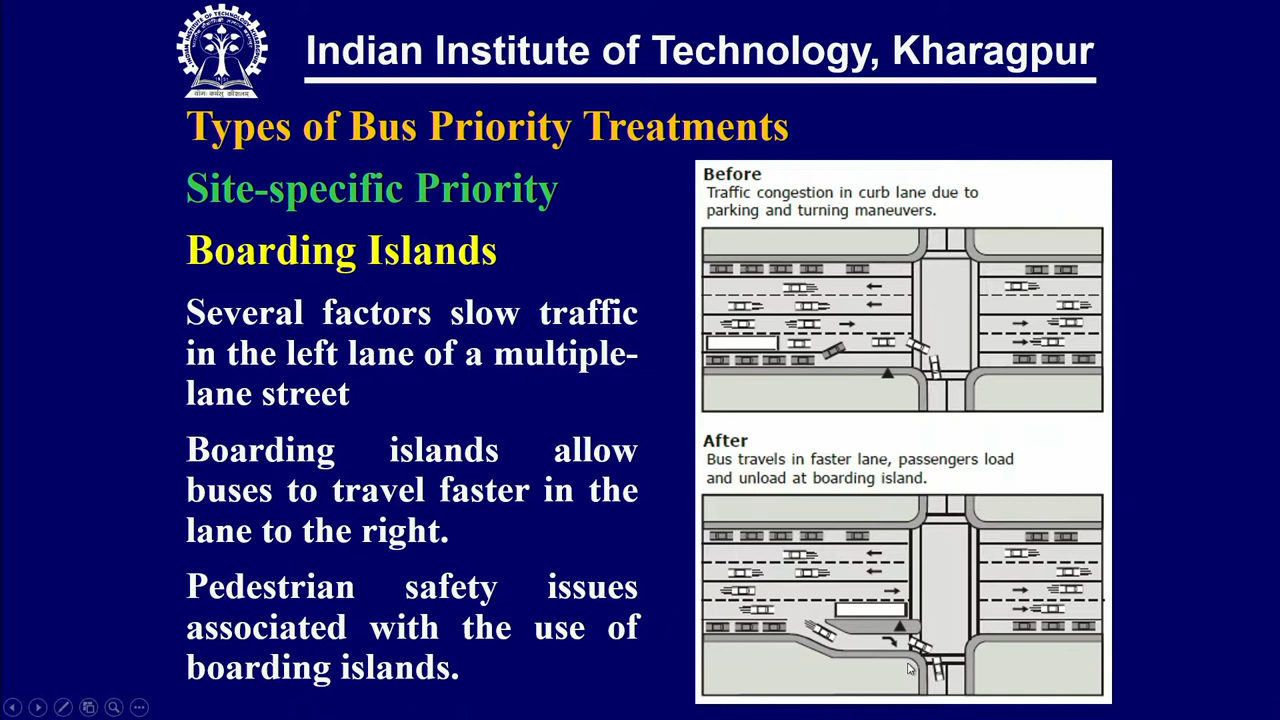 Indian Institute of Technology, Kharagpur
Types of Bus Priority Treatments
Site-specific Priority
Boarding Islands
Several factors slow traffic
in the left lane of a multiple-
lane street
Boarding islands allow
buses to travel faster in the
lane to the right.
Pedestrian safety issues
associated with the use of
boarding islands.
Before
Traffic congestion in curb lane due to
parking and turning maneuvers.
After
Bus travels in faster lane, passengers load
and unload at boarding island.